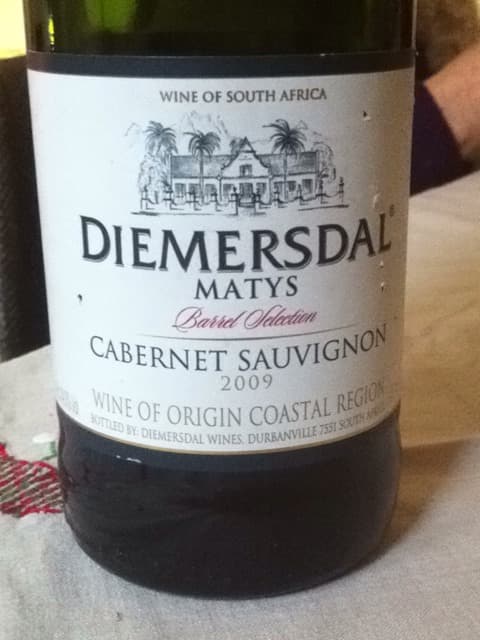 WINE OF SOUTH AFRICA
DIEMERSDAL®
MATYS
Barrel Selection
CABERNET SAUVIGNON
2009
WINE OF ORIGIN COASTAL REGION
BOTTLED BY: DIEMERSDAL WINES, DURBANVILLE 7551 SOUTH